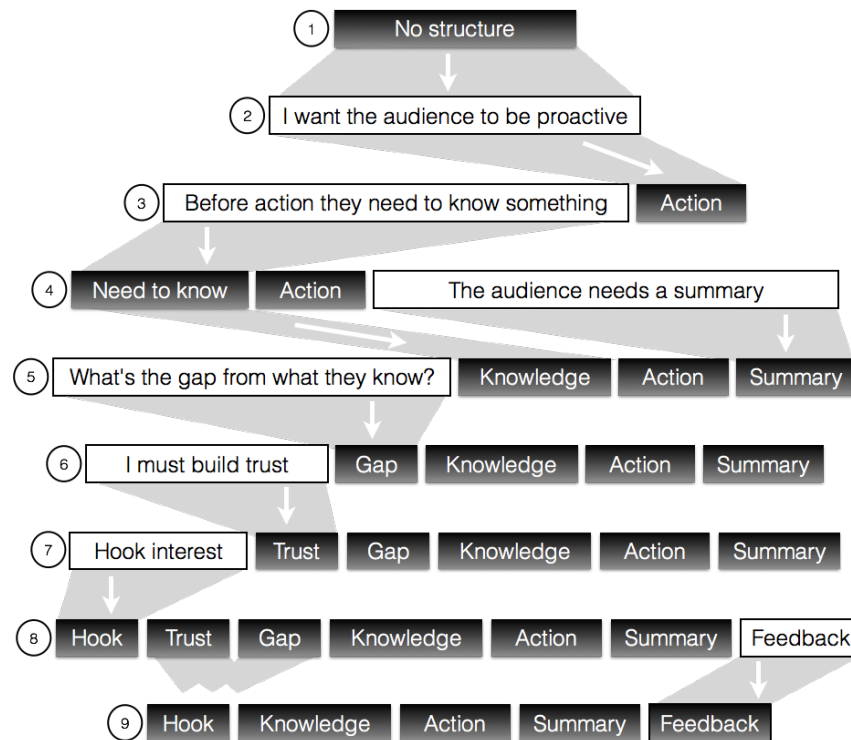 1 No structure
2 I want the audience to be proactive
3 Before action they need to know something Action
4 Need to know Action The audience needs a summary
5 What's the gap from what they know? Knowledge Action Summary
6 I must build trust Gap Knowledge Action Summary
7 Hook interest Trust Gap Knowledge Action Summary
8 Hook Trust Gap Knowledge Action Summary Feedback
9 Hook Knowledge Action Summary Feedback